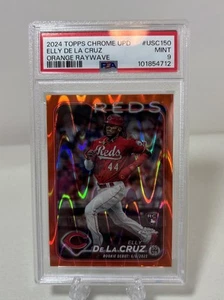 2024 TOPPS CHROME UPD #USC150
ELLY DE LA CRUZ MINT
ORANGE RAYWAVE 9
PSA 101854712
REDS
Reds
44
ELLY
DE LA CRUZ